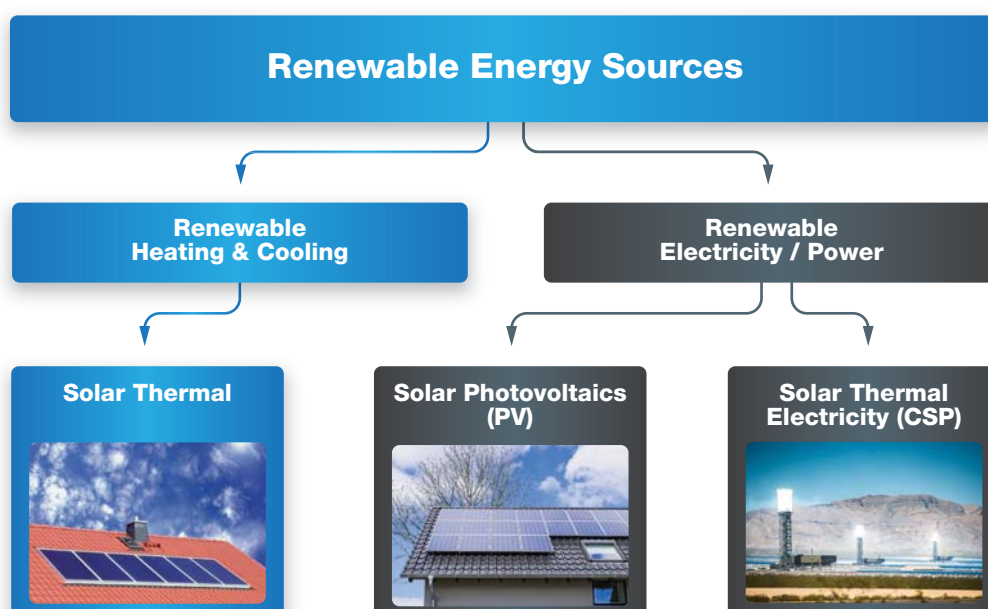 Renewable Energy Sources
Renewable
Heating & Cooling
Renewable
Electricity / Power
Solar Thermal
Solar Photovoltaics
(PV)
Solar Thermal
Electricity (CSP)